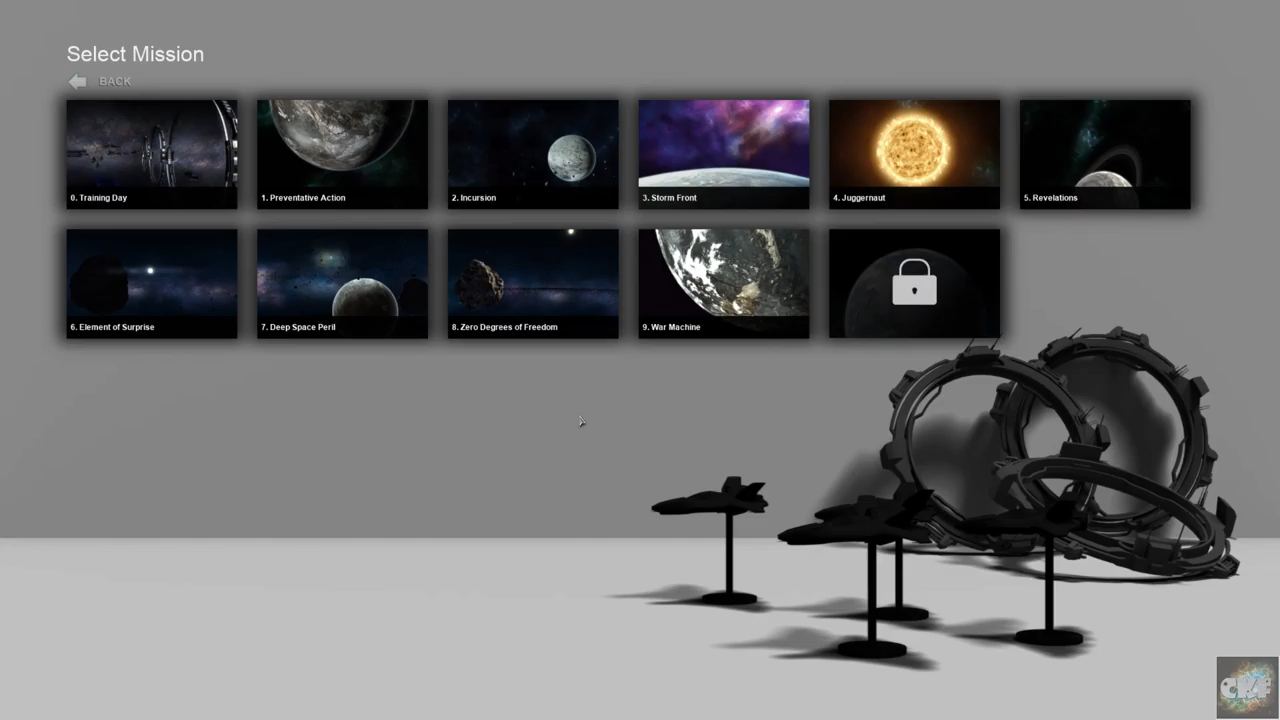 Select Mission
BACK
0. Training Day
1. Preventative Action
2. Incursion
3. Storm Front
4. Juggernaut
5. Revelations
6. Element of Surprise
7. Deep Space Peril
8. Zero Degrees of Freedom
9. War Machine
CKF